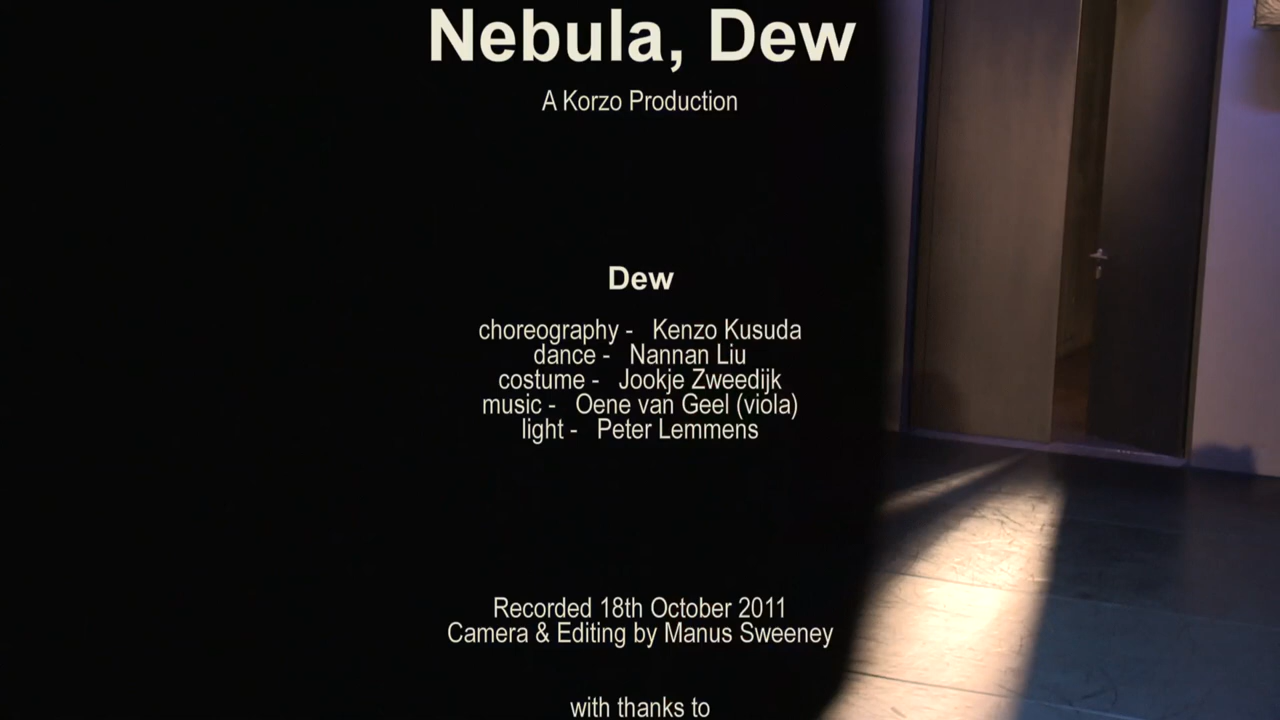 Nebula, Dew
A Korzo Production
Dew
choreography - Kenzo Kusuda
dance - Nannan Liu
costume - Jookje Zweedijk
music - Oene van Geel (viola)
light - Peter Lemmens
Recorded 18th October 2011
Camera & Editing by Manus Sweeney
with thanks to